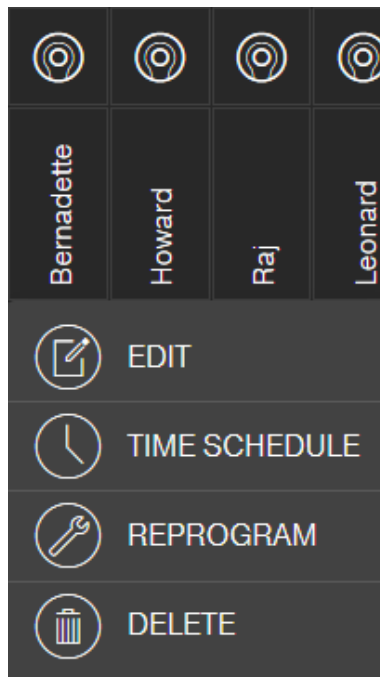 Bernadette
Howard
Raj
Leonard
EDIT
TIME SCHEDULE
REPROGRAM
DELETE